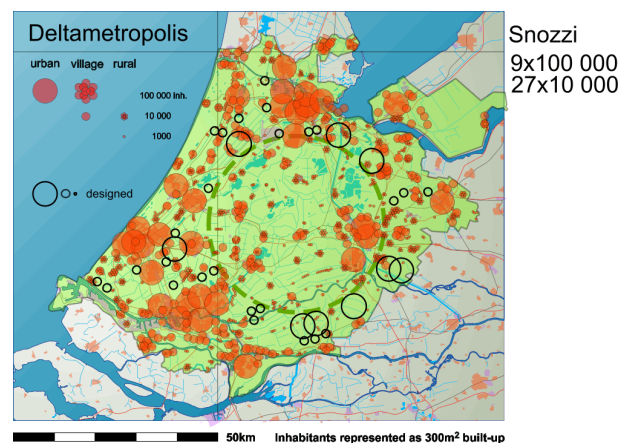 Deltametropolis
Snozzi
9x100 000
27x10 000
urban village rural
100 000 inh.
10 000
1000
designed
50km Inhabitants represented as 300m² built-up